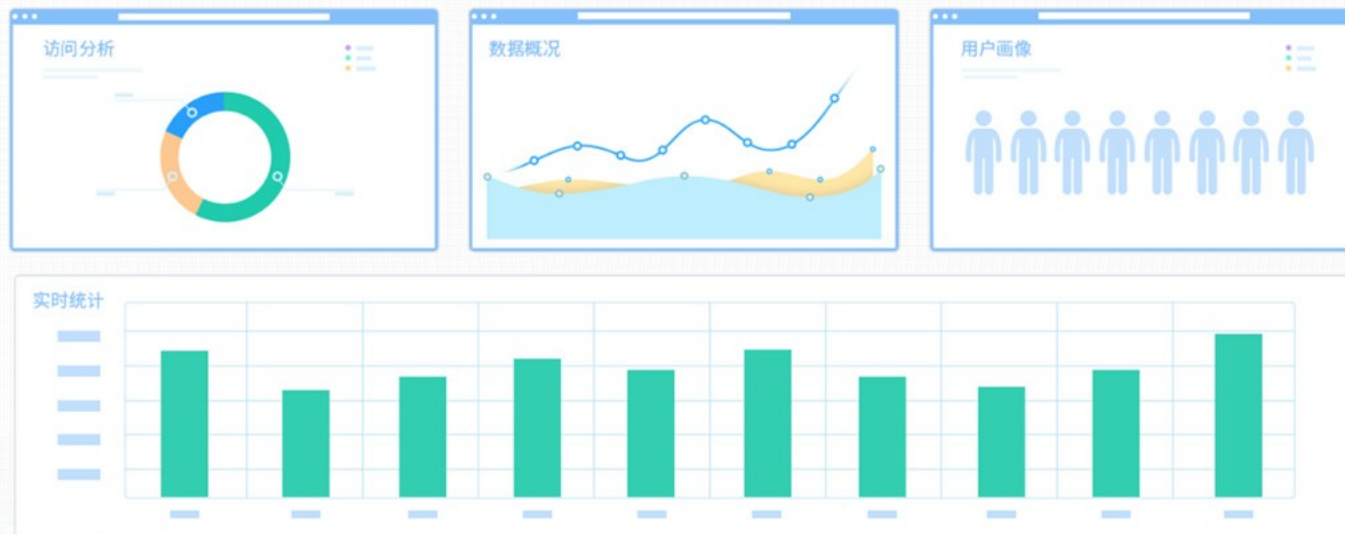 访问分析
数据概况
用户画像
实时统计